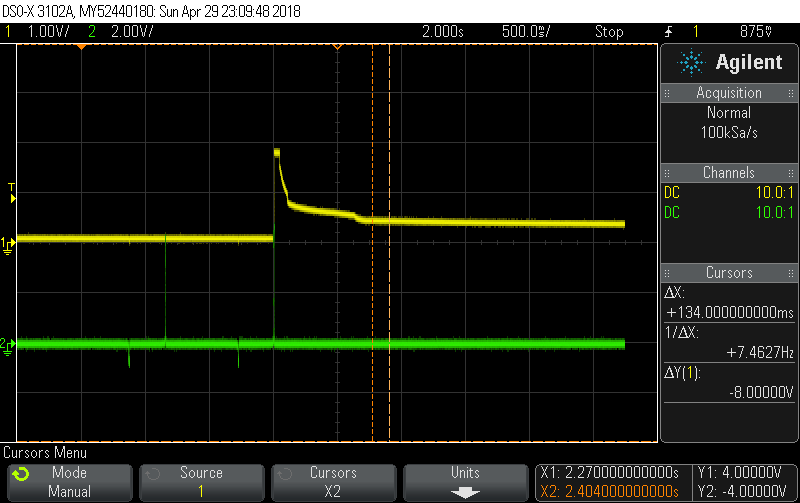 DSO-X 3102A, MY52440180: Sun Apr 29 23:09:48 2018
1 1.00V/ 2 2.00V/ 2.000s 500.0ms/ Stop 1 875mV
Agilent
Acquisition
Normal
100kSa/s
Channels
DC 10.0:1
DC 10.0:1
Cursors
ΔX:
+134.000000000ms
1/ΔX:
+7.4627Hz
ΔY(1):
-8.00000V
T
1
2
Cursors Menu
Mode
Manual
Source
1
Cursors
X2
Units
X1: 2.270000000000s
X2: 2.404000000000s
Y1: 4.00000V
Y2: -4.00000V